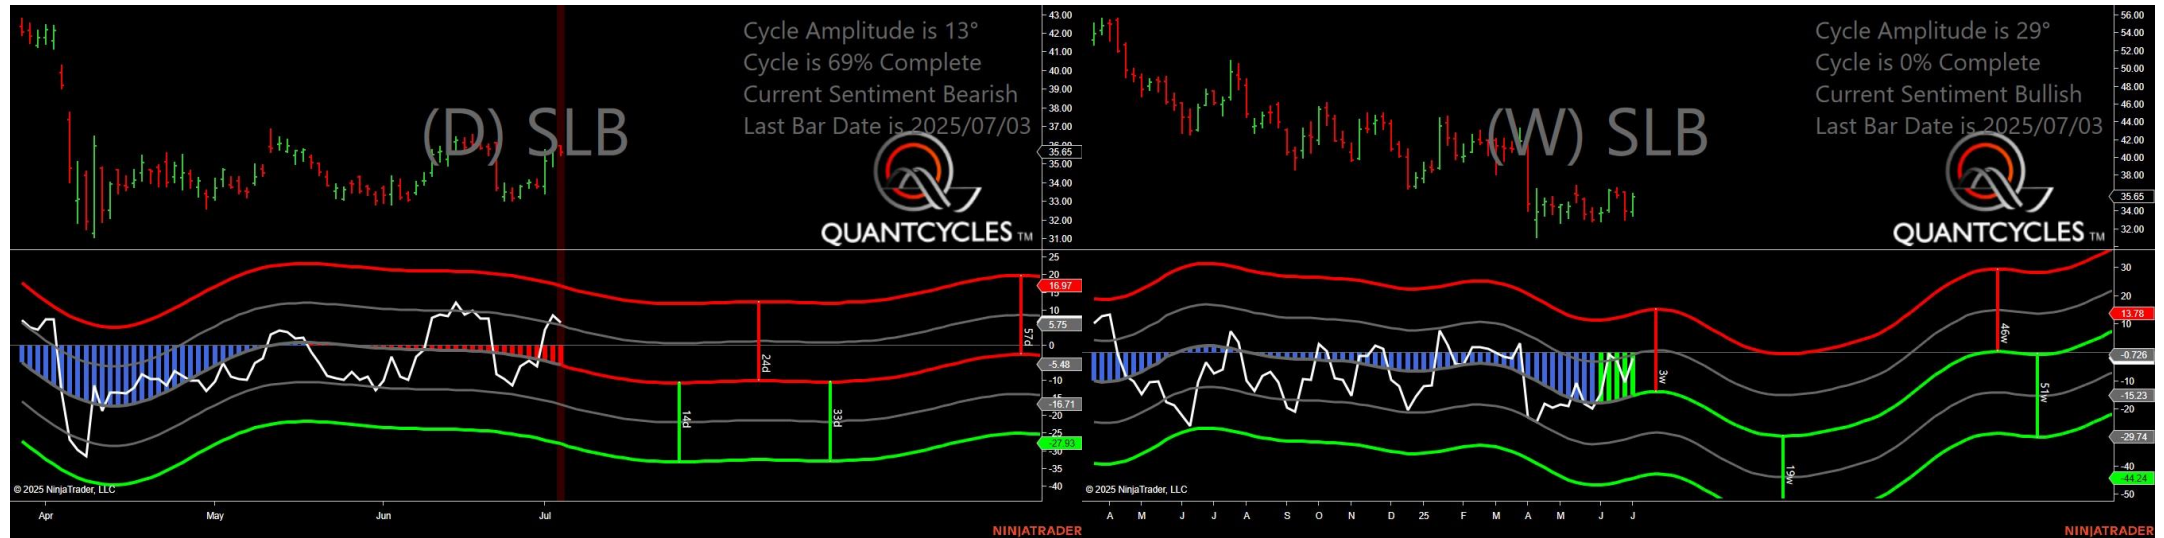 Cycle Amplitude is 13°
Cycle is 69% Complete
Current Sentiment Bearish
Last Bar Date is 2025/07/03
(D) SLB
QUANTCYCLES TM
43.00
42.00
41.00
40.00
39.00
38.00
37.00
36.00
35.65
35.00
34.00
33.00
32.00
31.00
25
20
16.97
15
10
5.75
0
-5.48
-10
-16.71
-20
-25
-27.93
-30
-35
-40
14d
24d
33d
57d
© 2025 NinjaTrader, LLC
Apr May Jun Jul
NINJATRADER
Cycle Amplitude is 29°
Cycle is 0% Complete
Current Sentiment Bullish
Last Bar Date is 2025/07/03
(W) SLB
QUANTCYCLES TM
56.00
54.00
52.00
50.00
48.00
46.00
44.00
42.00
40.00
38.00
35.65
34.00
32.00
30
20
13.78
10
-0.726
-10
-15.23
-20
-29.74
-40
-44.24
-50
3w
19w
46w
51w
© 2025 NinjaTrader, LLC
A M J J A S O N D 25 F M A M J J
NINJATRADER